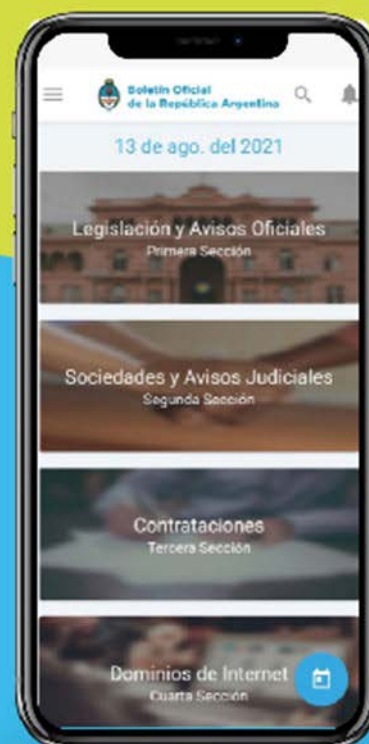 Boletín Oficial
de la República Argentina
13 de ago. del 2021
Legislación y Avisos Oficiales
Primera Sección
Sociedades y Avisos Judiciales
Segunda Sección
Contrataciones
Tercera Sección
Dominios de Internet
Cuarta Sección